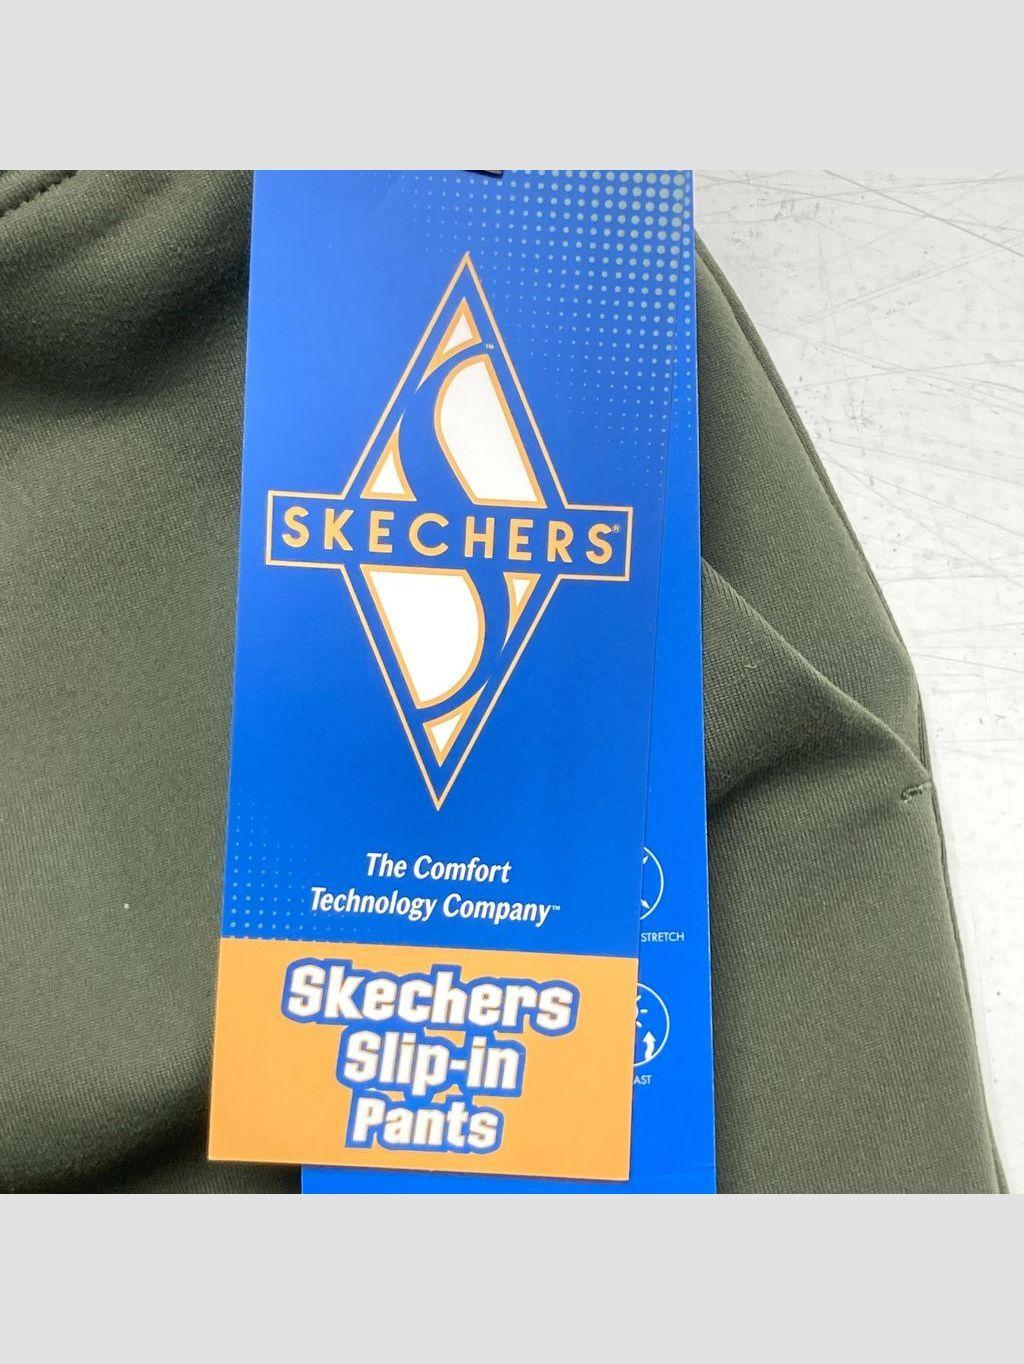 SKECHERS®
The Comfort
Technology Company™
STRETCH
Skechers
Slip-in
Pants